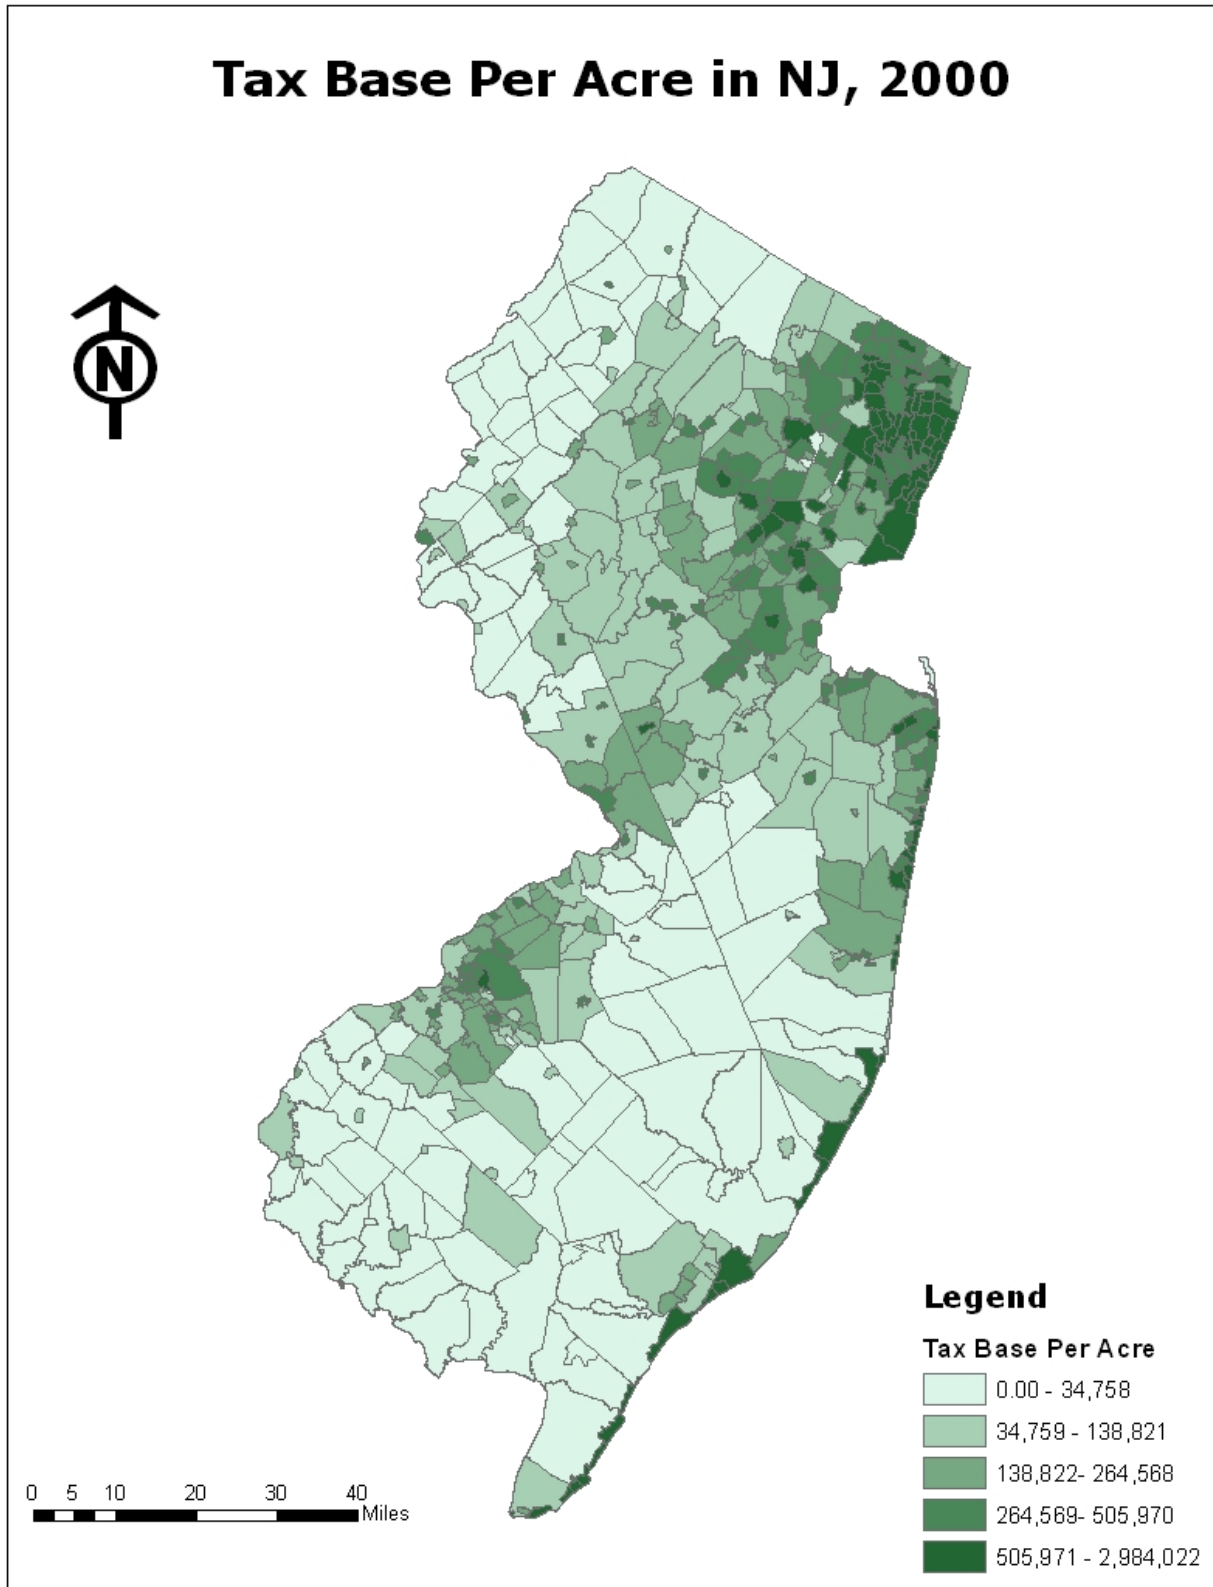 Tax Base Per Acre in NJ, 2000
N
Legend
Tax Base Per Acre
0.00 - 34,758
34,759 - 138,821
138,822- 264,568
264,569- 505,970
505,971 - 2,984,022
0 5 10 20 30 40
Miles